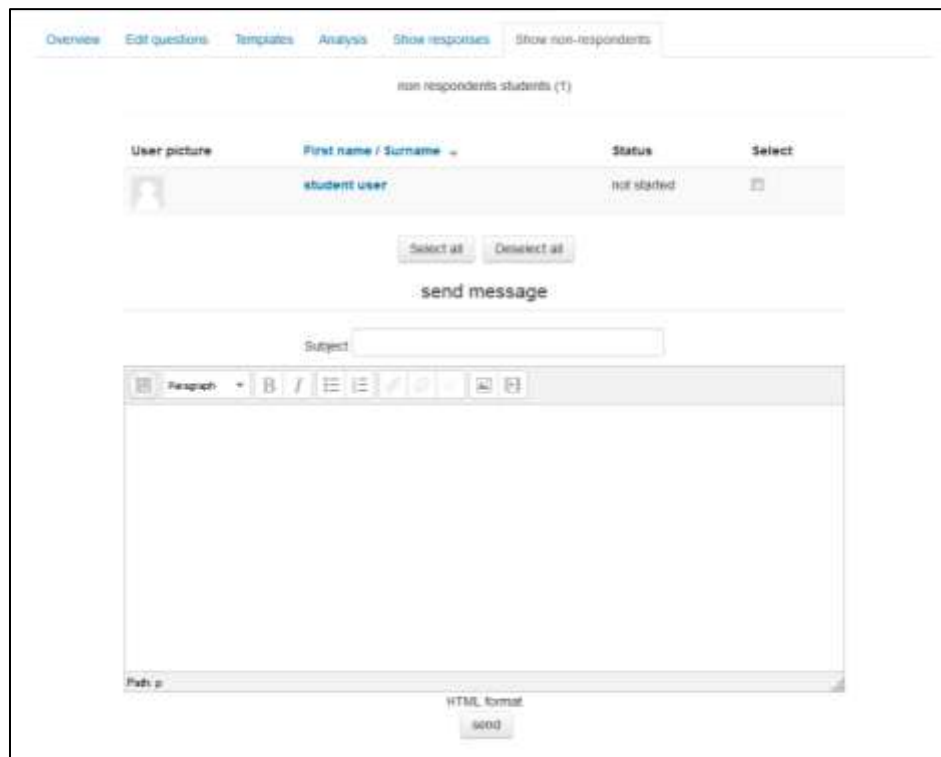 Overview Edit questions Templates Analysis Show responses Show non-respondents
non respondents students (1)
User picture First name / Surname Status Select
student user not started
Select all Deselect all
send message
Subject
Paragraph B I
Path: p
HTML format
send